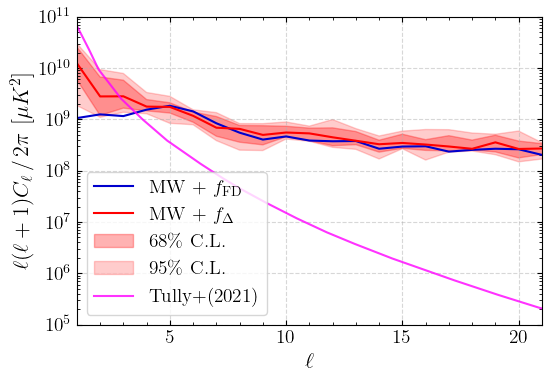 10^11
10^10
10^9
10^8
10^7
10^6
10^5
ℓ(ℓ + 1)C_ℓ / 2π [μK^2]
MW + f_FD
MW + f_Δ
68% C.L.
95% C.L.
Tully+(2021)
5 10 15 20
ℓ